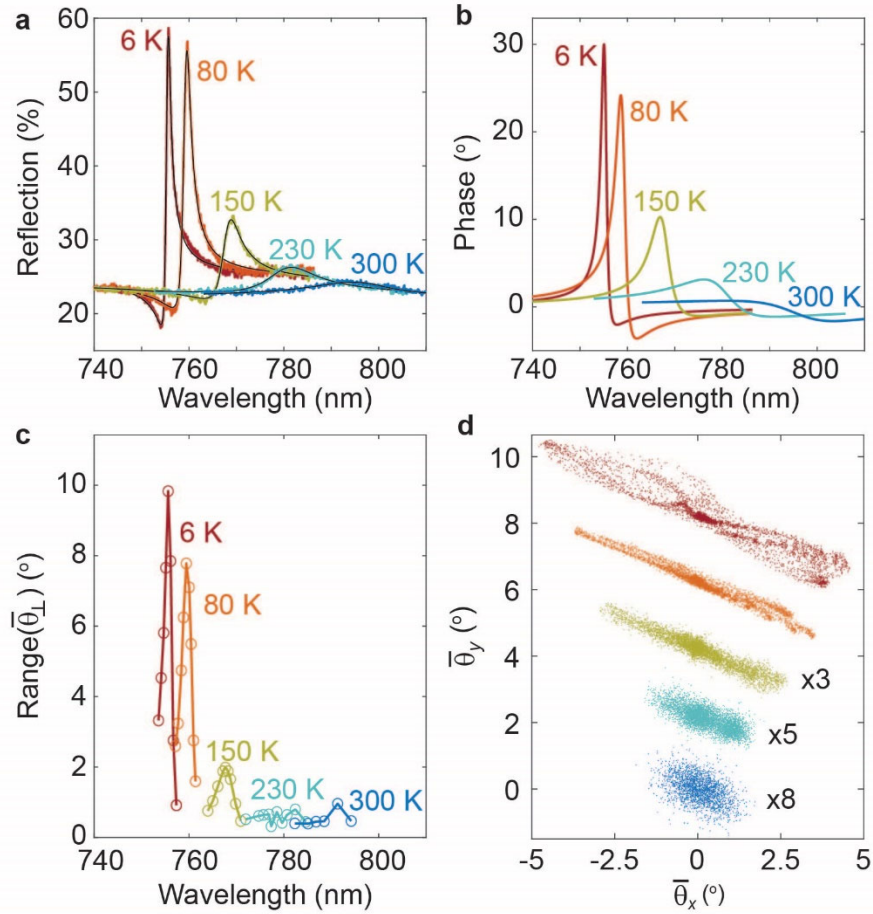 a
60
50
40
30
20
Reflection (%)
6 K
80 K
150 K
230 K
300 K
740 760 780 800
Wavelength (nm)
b
30
20
10
0
Phase (°)
6 K
80 K
150 K
230 K
300 K
740 760 780 800
Wavelength (nm)
c
10
8
6
4
2
0
Range(θ̅⊥) (°)
6 K
80 K
150 K
230 K
300 K
740 760 780 800
Wavelength (nm)
d
10
8
6
4
2
0
θ̅y (°)
x3
x5
x8
-5 -2.5 0 2.5 5
θ̅x (°)